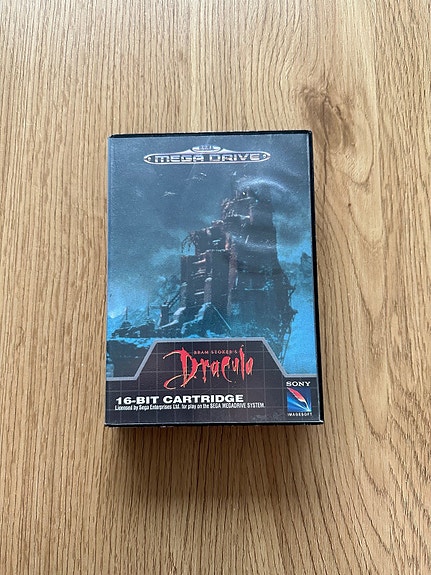 SEGA
MEGA DRIVE
BRAM STOKER'S
Dracula
SONY
16-BIT CARTRIDGE
Licensed by Sega Enterprises Ltd. for play on the SEGA MEGADRIVE SYSTEM.
IMAGESOFT